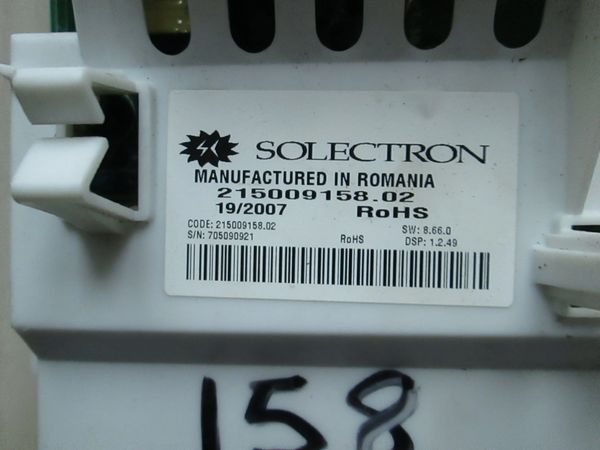 SOLECTRON
MANUFACTURED IN ROMANIA
215009158.02
19/2007 RoHS
CODE: 215009158.02 SW: 8.66.0
S/N: 705090921 RoHS DSP: 1.2.49
158